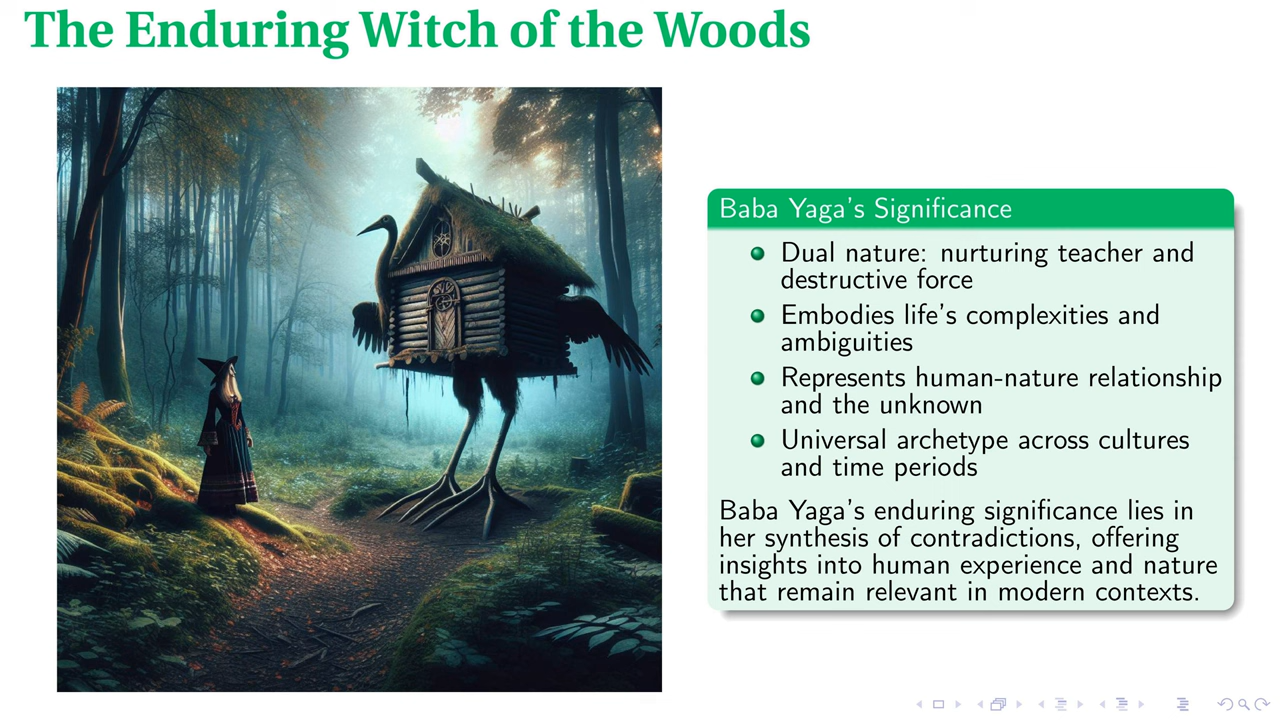 The Enduring Witch of the Woods
Baba Yaga's Significance
Dual nature: nurturing teacher and
destructive force
Embodies life's complexities and
ambiguities
Represents human-nature relationship
and the unknown
Universal archetype across cultures
and time periods
Baba Yaga's enduring significance lies in
her synthesis of contradictions, offering
insights into human experience and nature
that remain relevant in modern contexts.